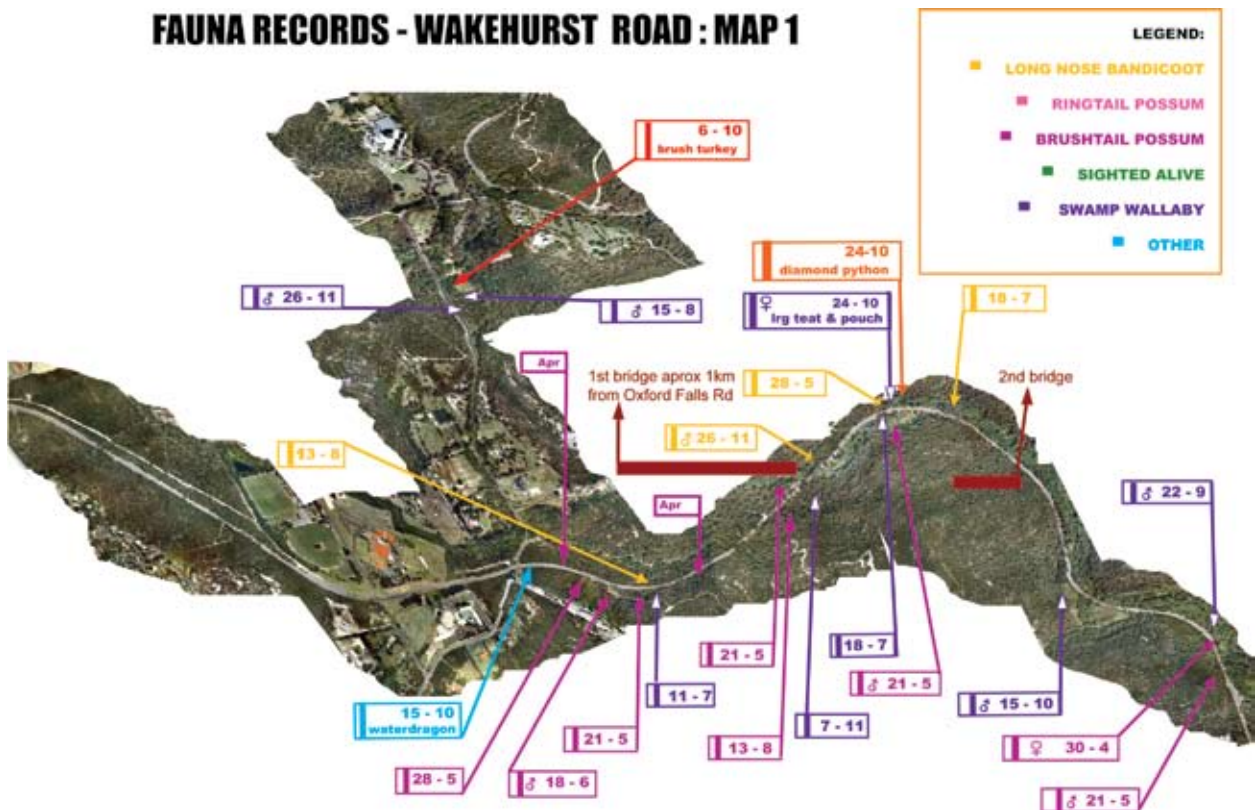 FAUNA RECORDS - WAKEHURST ROAD : MAP 1
LEGEND:
LONG NOSE BANDICOOT
RINGTAIL POSSUM
BRUSHTAIL POSSUM
SIGHTED ALIVE
SWAMP WALLABY
OTHER
6 - 10
brush turkey
24-10
diamond python
♂ 26 - 11
♂ 15 - 8
♀ 24 - 10
lrg teat & pouch
18 - 7
Apr
1st bridge aprox 1km
from Oxford Falls Rd
28 - 5
2nd bridge
♂ 26 - 11
13 - 8
Apr
♂ 22 - 9
21 - 5
18 - 7
♂ 21 - 5
11 - 7
♂ 15 - 10
15 - 10
waterdragon
21 - 5
13 - 8
7 - 11
♀ 30 - 4
28 - 5
♂ 18 - 6
♂ 21 - 5